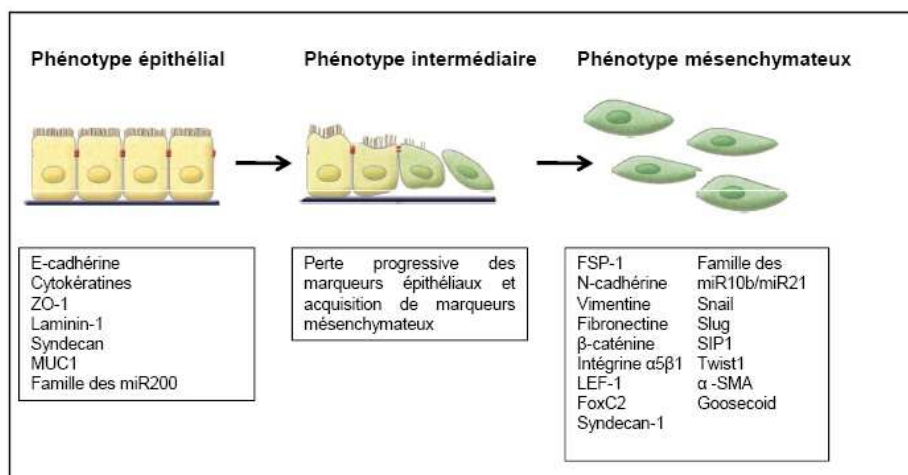 Phénotype épithélial
Phénotype intermédiaire
Phénotype mésenchymateux
E-cadhérine
Cytokératines
ZO-1
Laminin-1
Syndecan
MUC1
Famille des miR200
Perte progressive des
marqueurs épithéliaux et
acquisition de marqueurs
mésenchymateux
FSP-1
N-cadhérine
Vimentine
Fibronectine
β-caténine
Intégrine α5β1
LEF-1
FoxC2
Syndecan-1
Famille des
miR10b/miR21
Snail
Slug
SIP1
Twist1
α -SMA
Goosecoid